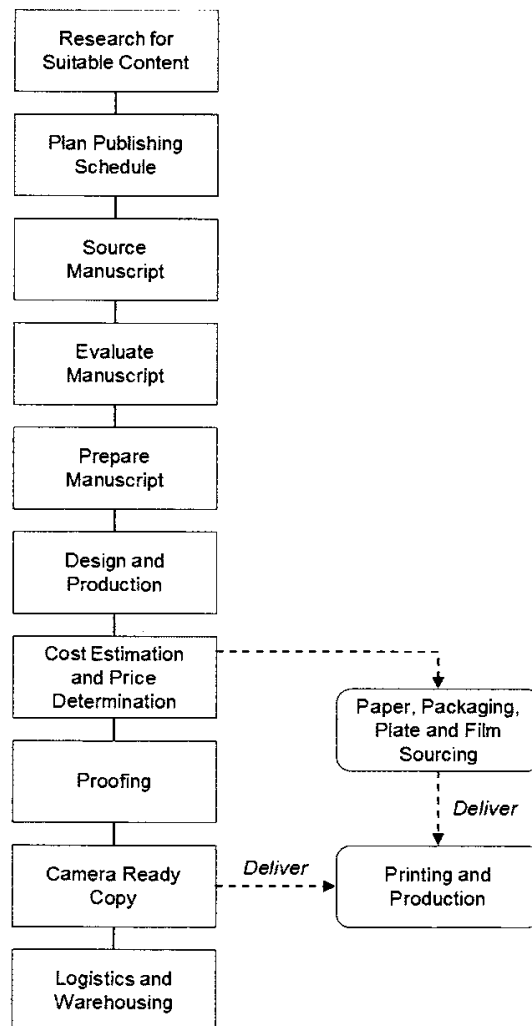 Research for
Suitable Content
Plan Publishing
Schedule
Source
Manuscript
Evaluate
Manuscript
Prepare
Manuscript
Design and
Production
Cost Estimation
and Price
Determination
Paper, Packaging,
Plate and Film
Sourcing
Proofing
Deliver
Camera Ready
Copy
Deliver
Printing and
Production
Logistics and
Warehousing